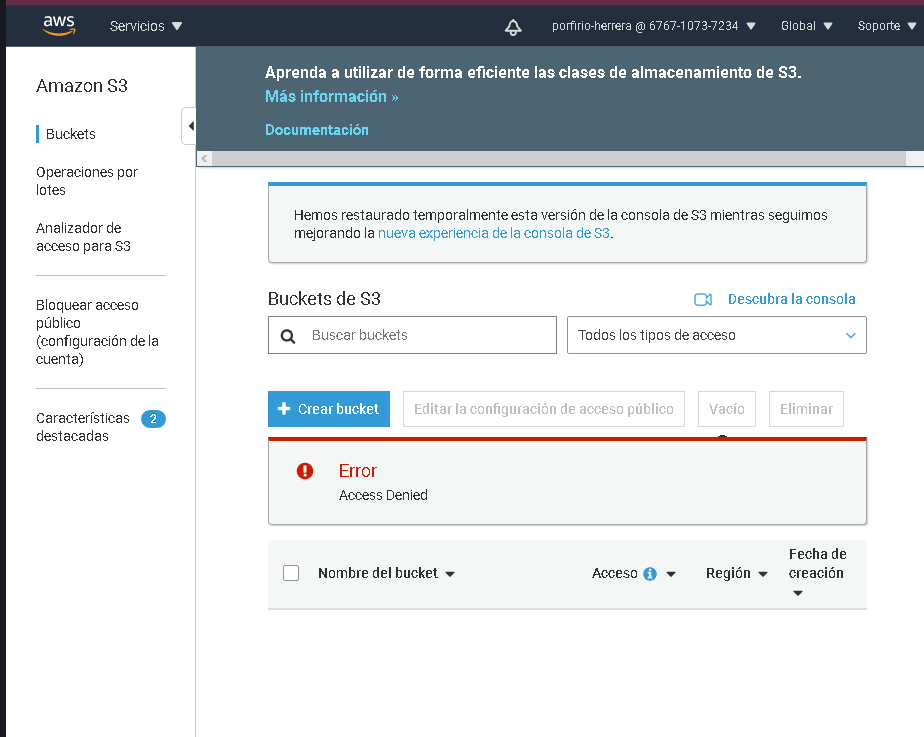 aws
Servicios
porfirio-herrera @ 6767-1073-7234
Global
Soporte
Amazon S3
Buckets
Operaciones por
lotes
Analizador de
acceso para S3
Bloquear acceso
público
(configuración de la
cuenta)
Características 2
destacadas
Aprenda a utilizar de forma eficiente las clases de almacenamiento de S3.
Más información »
Documentación
Hemos restaurado temporalmente esta versión de la consola de S3 mientras seguimos
mejorando la nueva experiencia de la consola de S3.
Buckets de S3
Descubra la consola
Buscar buckets
Todos los tipos de acceso
Crear bucket
Editar la configuración de acceso público
Vacío
Eliminar
Error
Access Denied
Nombre del bucket
Acceso
Región
Fecha de
creación